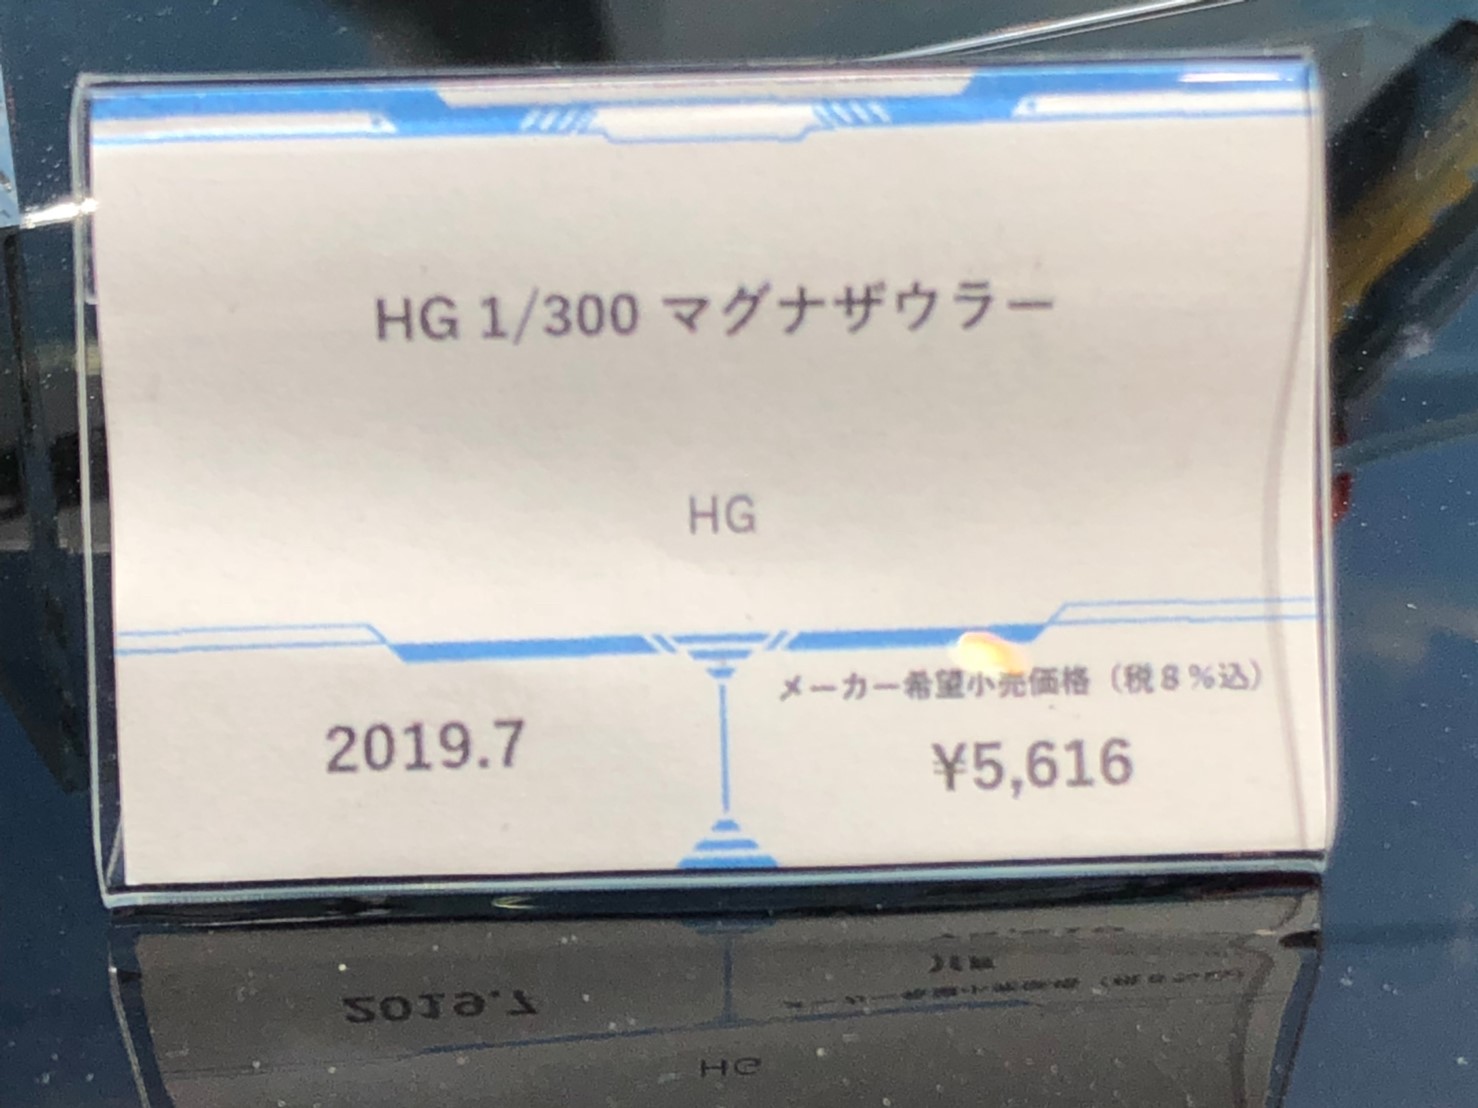 HG 1/300 マグナザウラー
HG
2019.7
メーカー希望小売価格（税８％込）
¥5,616